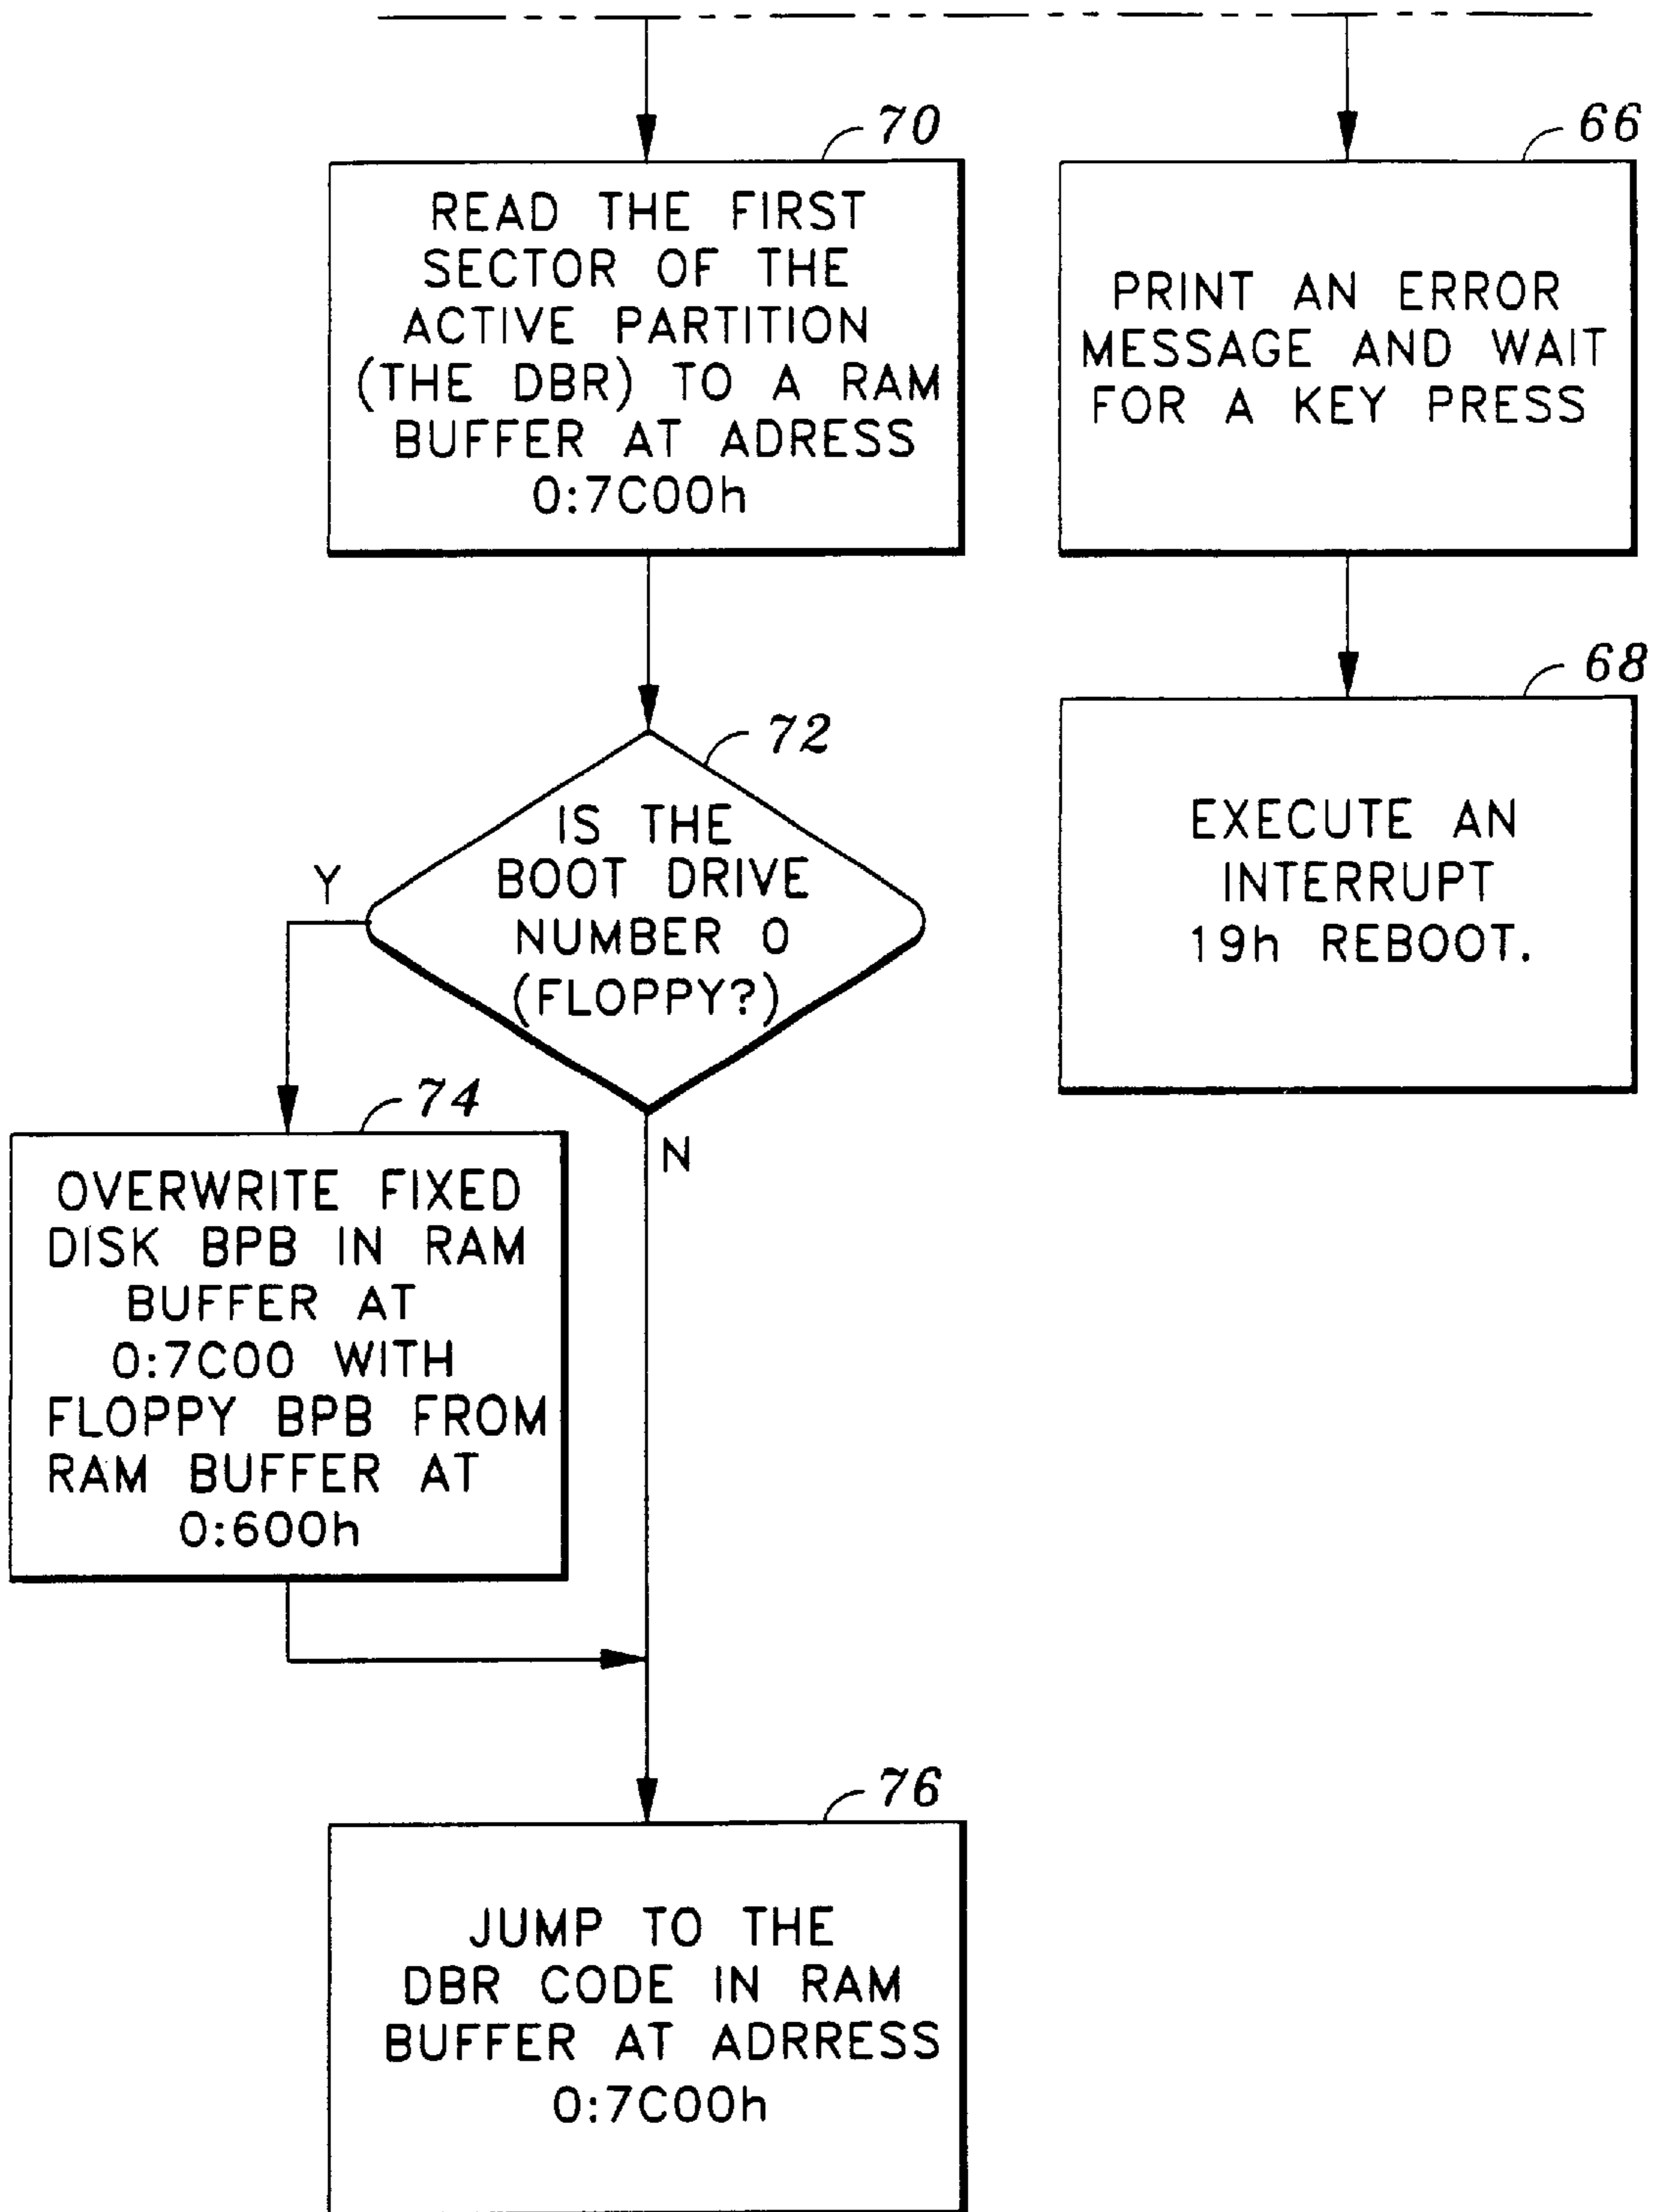 70
READ THE FIRST
SECTOR OF THE
ACTIVE PARTITION
(THE DBR) TO A RAM
BUFFER AT ADRESS
0:7C00h
66
PRINT AN ERROR
MESSAGE AND WAIT
FOR A KEY PRESS
68
EXECUTE AN
INTERRUPT
19h REBOOT.
72
IS THE
BOOT DRIVE
NUMBER 0
(FLOPPY?)
Y
N
74
OVERWRITE FIXED
DISK BPB IN RAM
BUFFER AT
0:7C00 WITH
FLOPPY BPB FROM
RAM BUFFER AT
0:600h
76
JUMP TO THE
DBR CODE IN RAM
BUFFER AT ADRRESS
0:7C00h